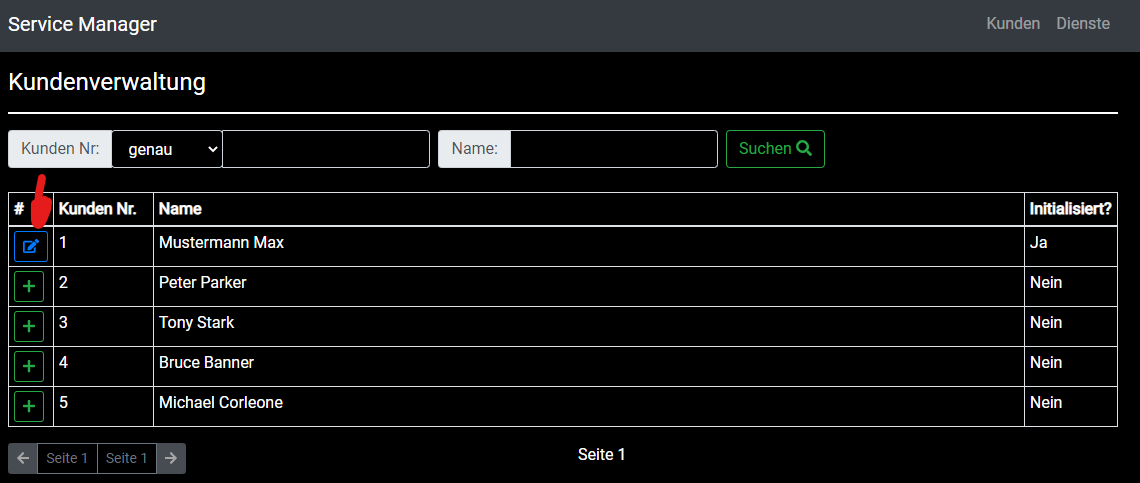 Service Manager Kunden Dienste
Kundenverwaltung
Kunden Nr: genau Name: Suchen
# Kunden Nr. Name Initialisiert?
1 Mustermann Max Ja
2 Peter Parker Nein
3 Tony Stark Nein
4 Bruce Banner Nein
5 Michael Corleone Nein
Seite 1 Seite 1 Seite 1